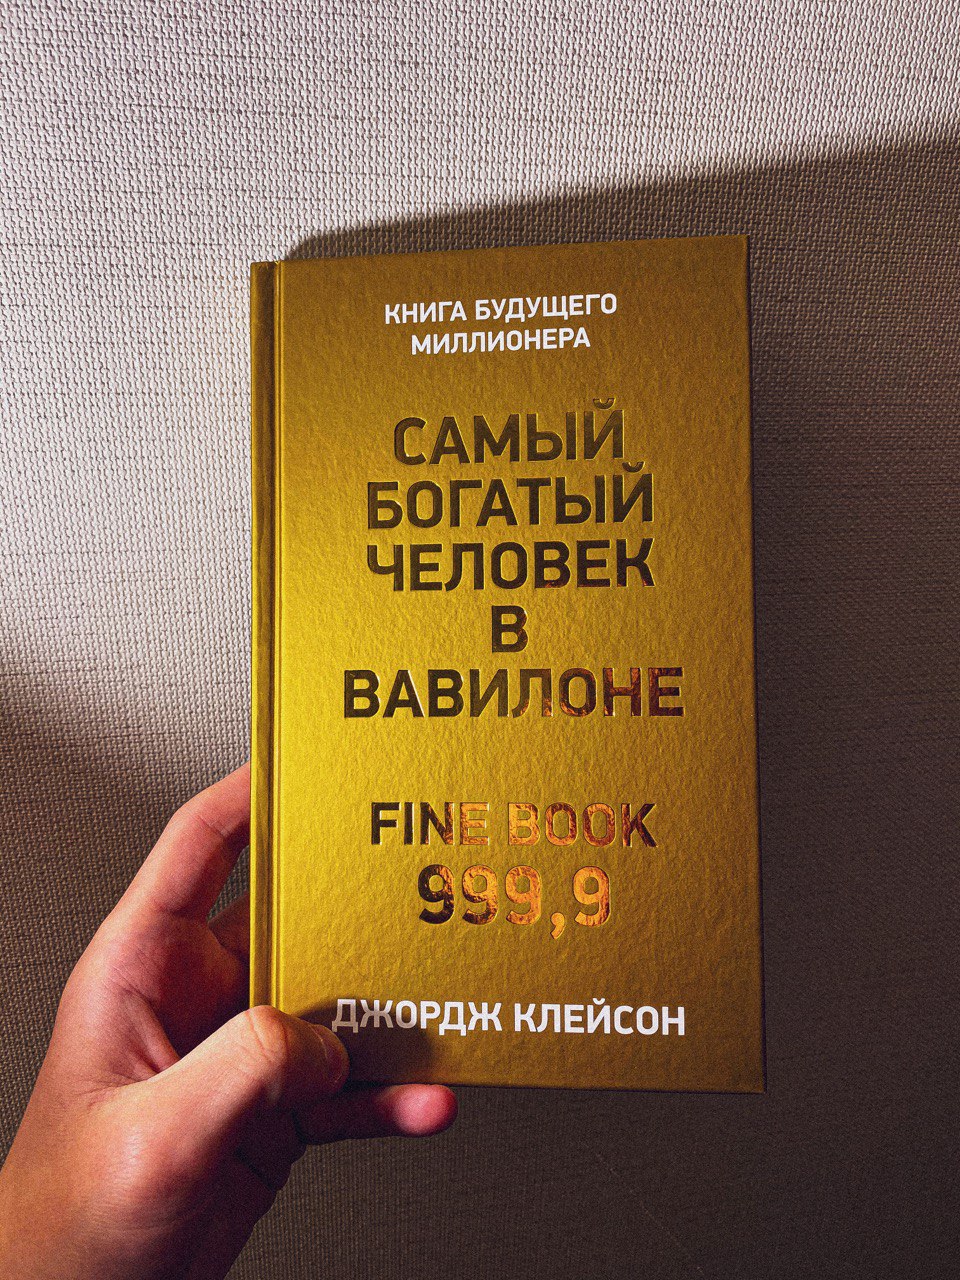 КНИГА БУДУЩЕГО
МИЛЛИОНЕРА
САМЫЙ
БОГАТЫЙ
ЧЕЛОВЕК
В
ВАВИЛОНЕ
FINE BOOK
999,9
ДЖОРДЖ КЛЕЙСОН